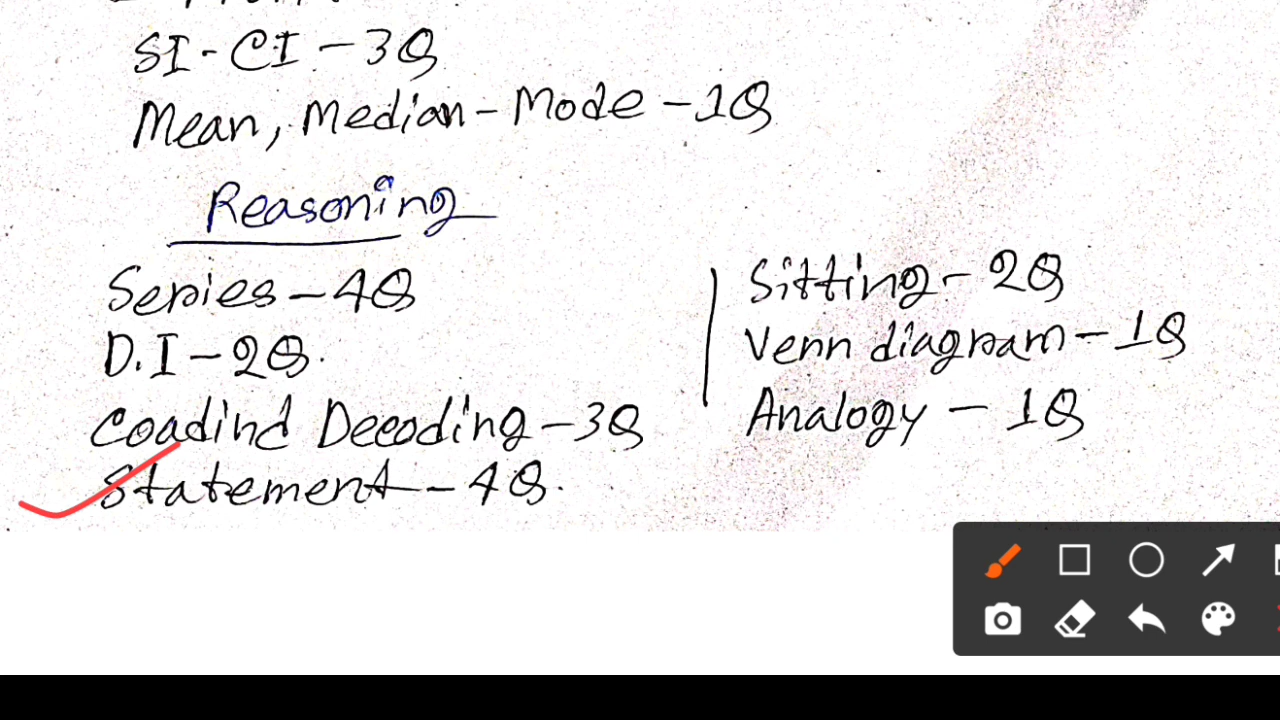 SI - CI - 3Q
Mean, Median - Mode - 1Q
Reasoning
Series - 4Q
D.I - 2Q.
Coadind Decoding - 3Q
Statement - 4Q.
Sitting - 2Q
Venn diagram - 1Q
Analogy - 1Q